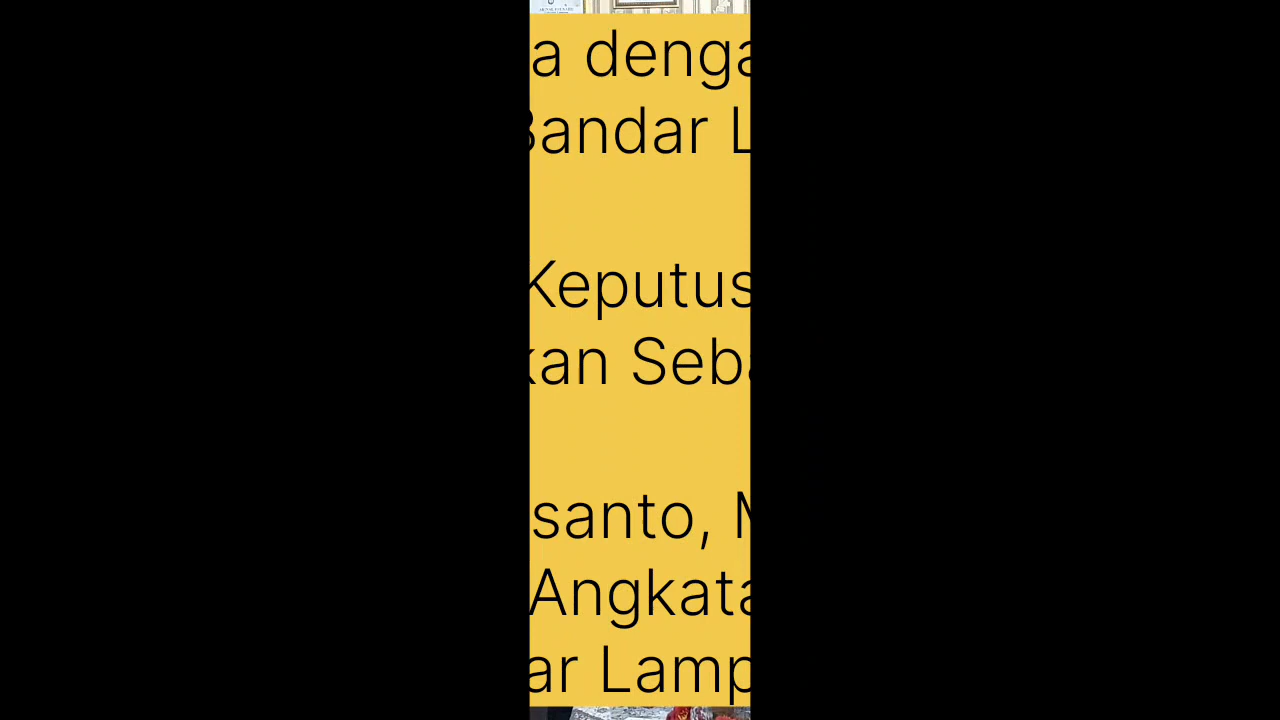 a denga
Bandar L
Keputus
kan Seba
santo, M
Angkata
ar Lamp